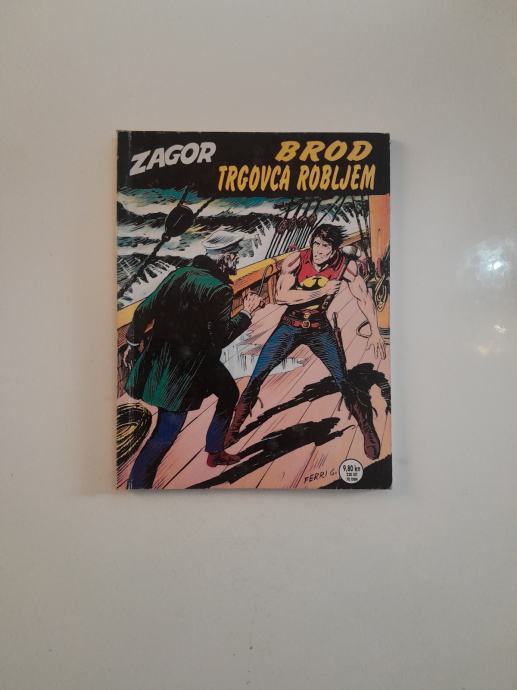 ZAGOR
BROD
TRGOVCA ROBLJEM
FERRI G.
9,80 kn